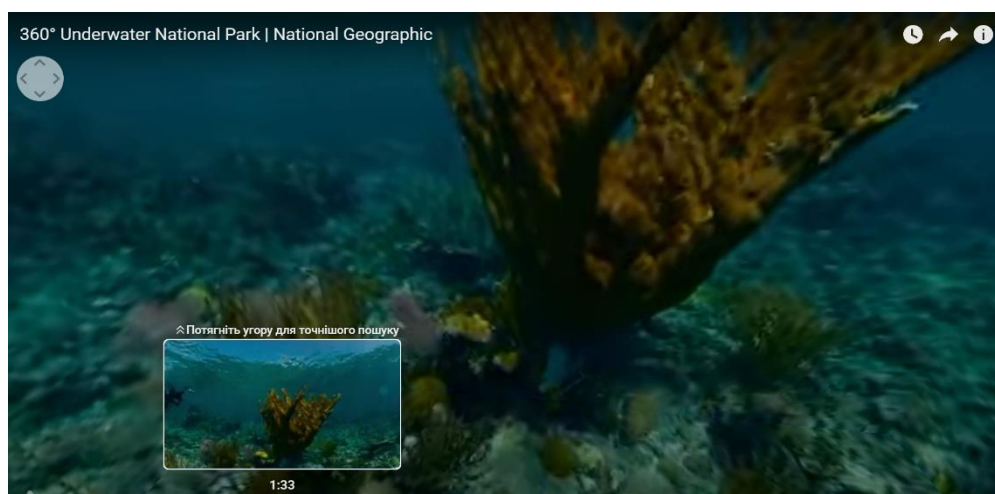 360° Underwater National Park | National Geographic
Потягніть угору для точнішого пошуку
1:33